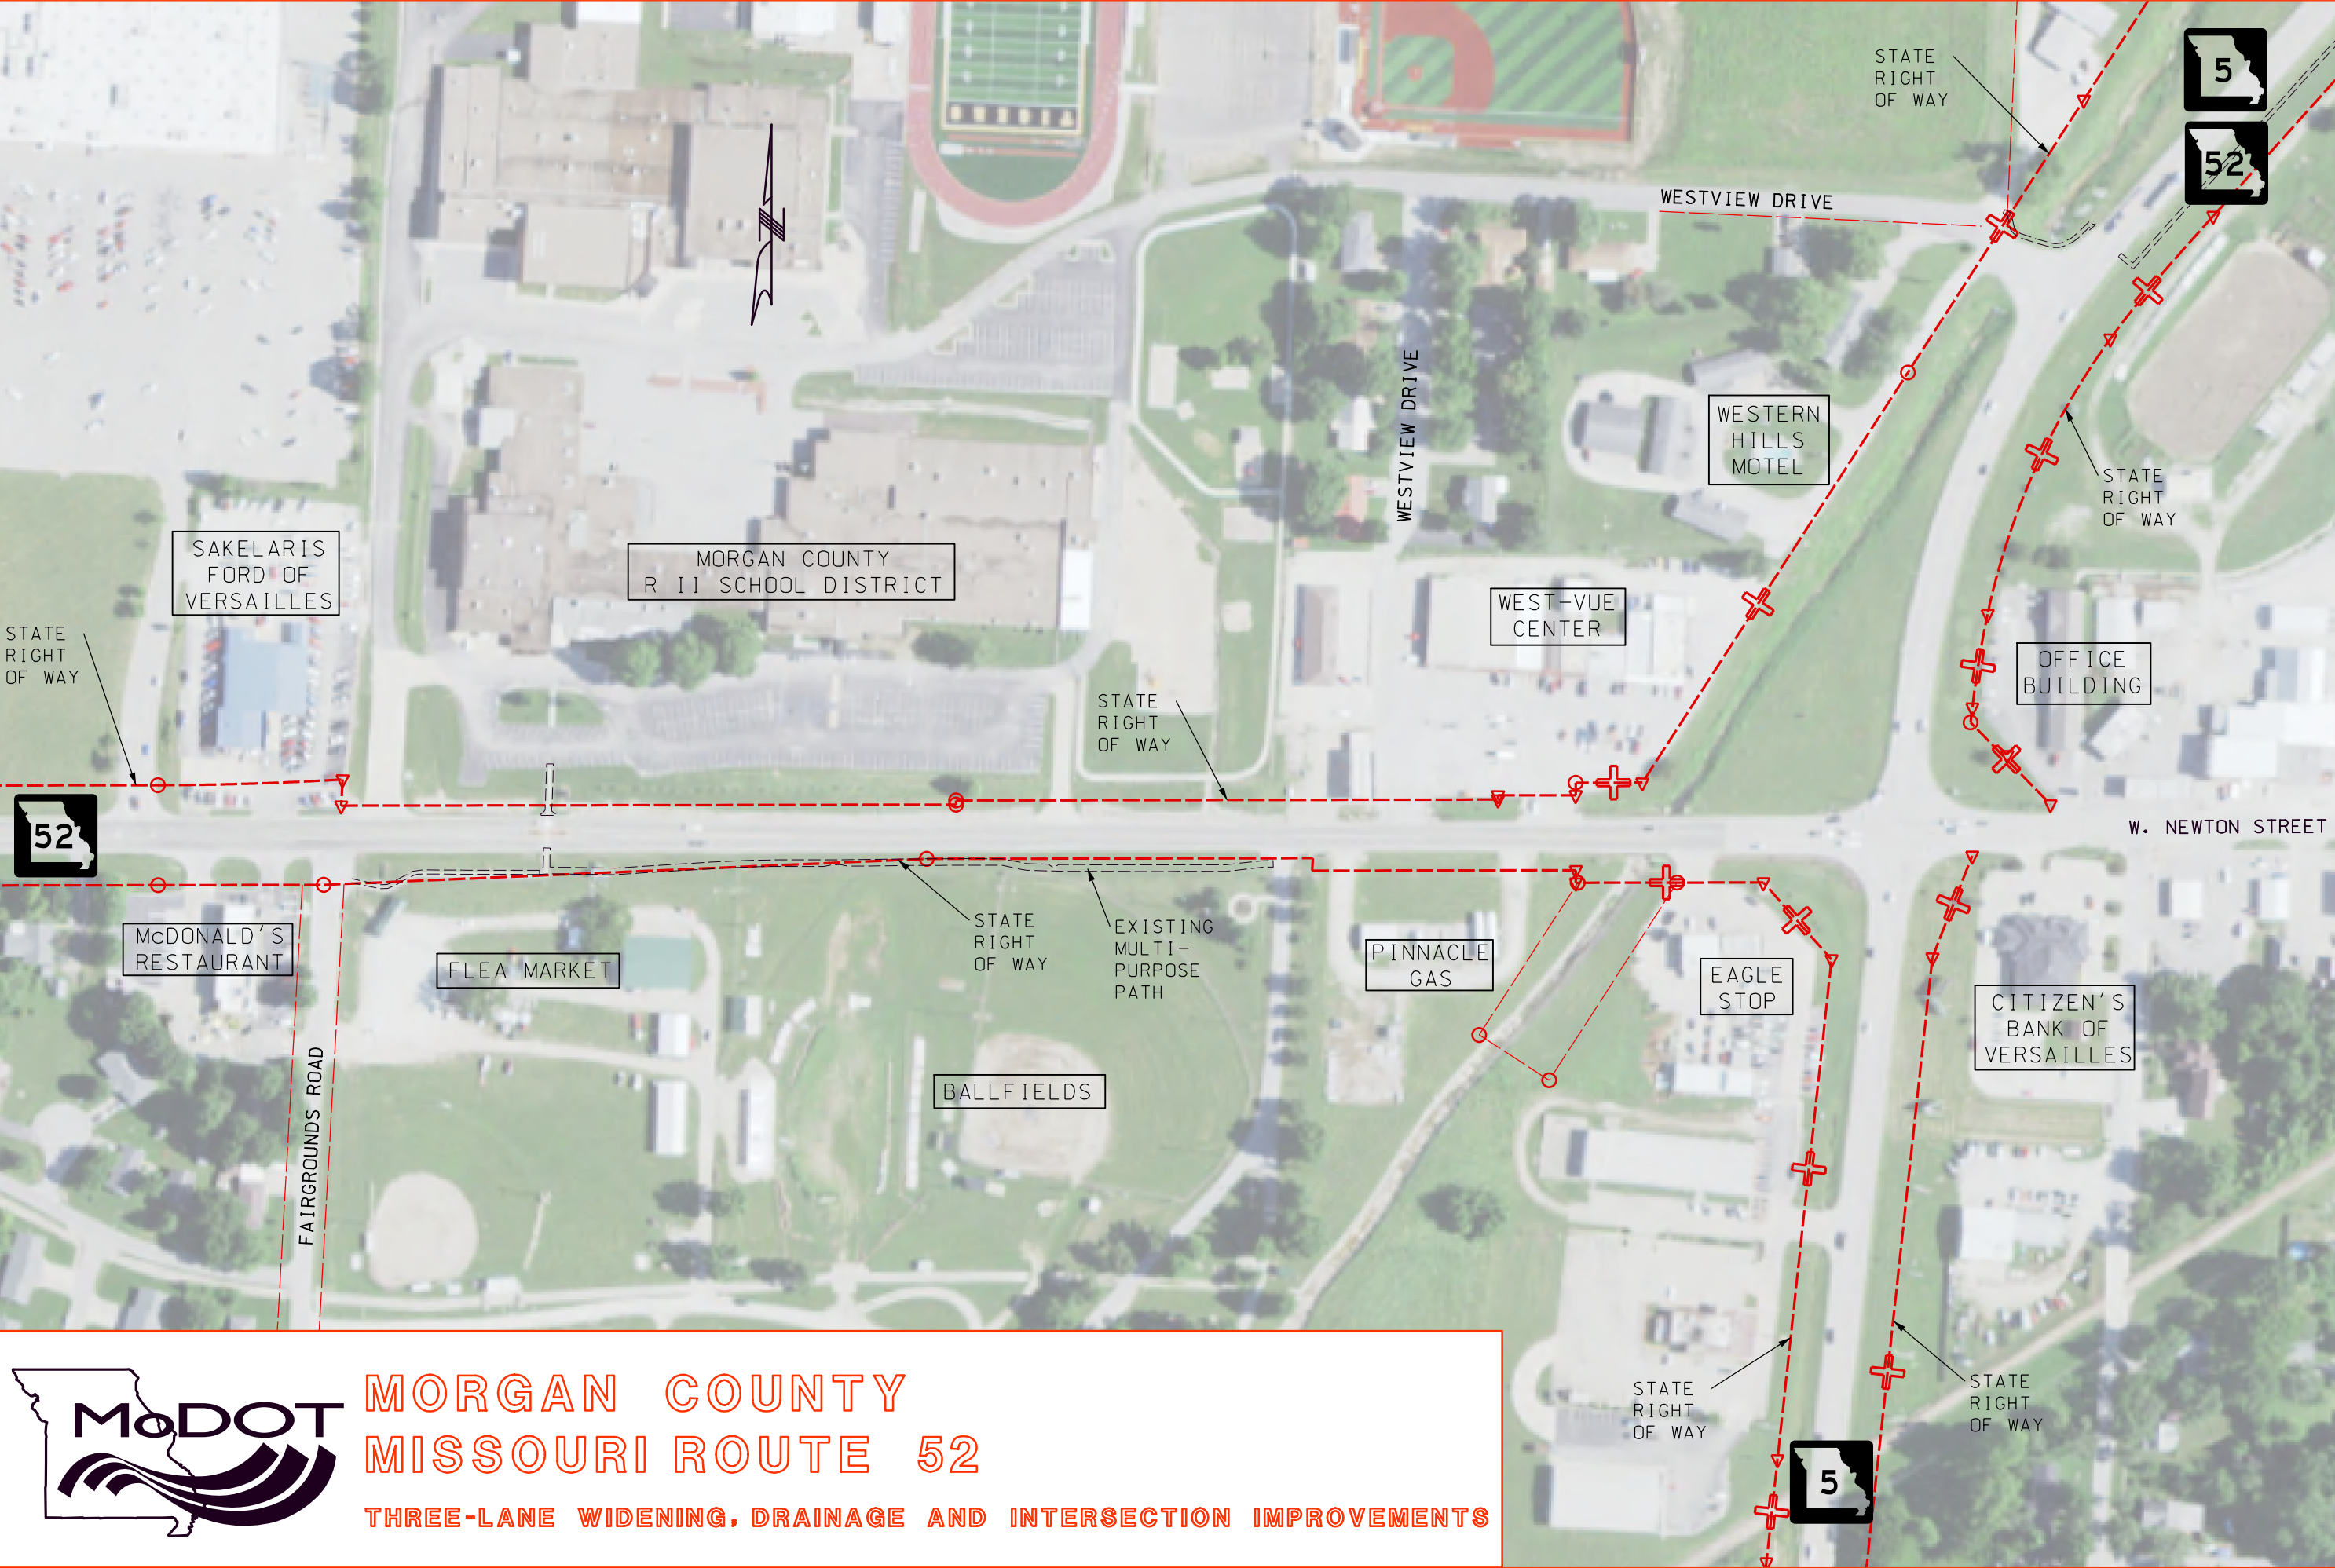 STATE
RIGHT
OF WAY
5
52
WESTVIEW DRIVE
WESTVIEW DRIVE
WESTERN
HILLS
MOTEL
STATE
RIGHT
OF WAY
SAKELARIS
FORD OF
VERSAILLES
MORGAN COUNTY
R II SCHOOL DISTRICT
WEST-VUE
CENTER
OFFICE
BUILDING
STATE
RIGHT
OF WAY
STATE
RIGHT
OF WAY
52
W. NEWTON STREET
McDONALD'S
RESTAURANT
FLEA MARKET
STATE
RIGHT
OF WAY
EXISTING
MULTI-
PURPOSE
PATH
PINNACLE
GAS
EAGLE
STOP
CITIZEN'S
BANK OF
VERSAILLES
BALLFIELDS
FAIRGROUNDS ROAD
STATE
RIGHT
OF WAY
STATE
RIGHT
OF WAY
5
MoDOT
MORGAN COUNTY
MISSOURI ROUTE 52
THREE-LANE WIDENING, DRAINAGE AND INTERSECTION IMPROVEMENTS